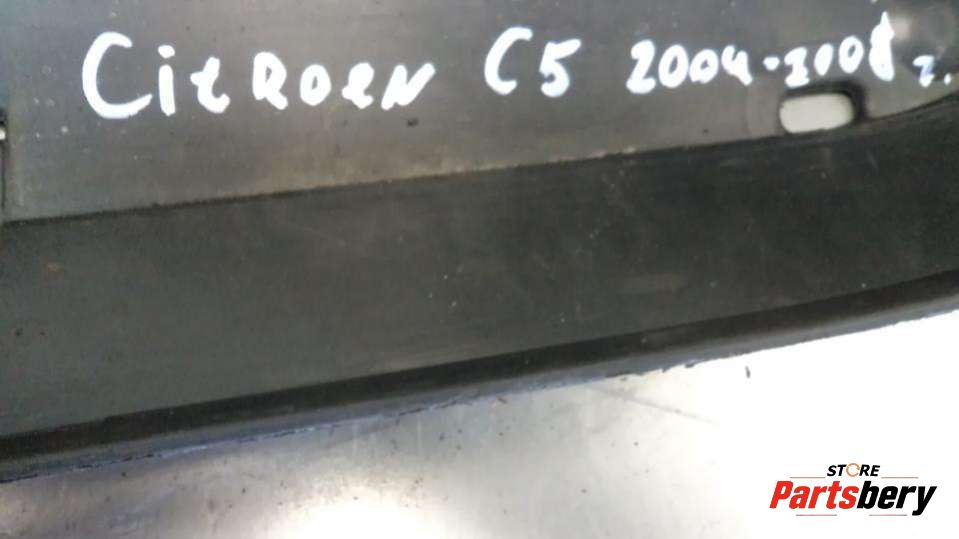 CitROEN C5 2004-2008 г.
STORE
Partsbery